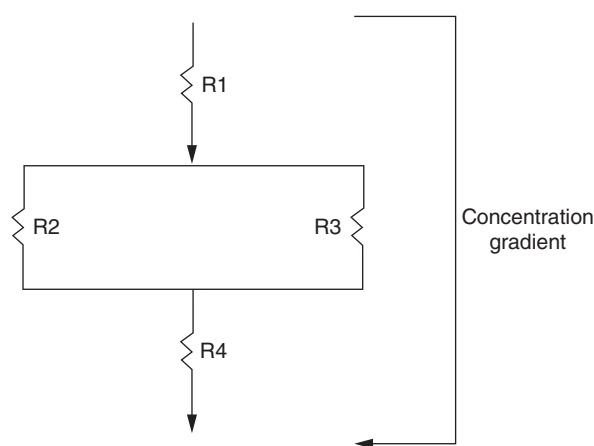 R1
R2
R3
Concentration
gradient
R4